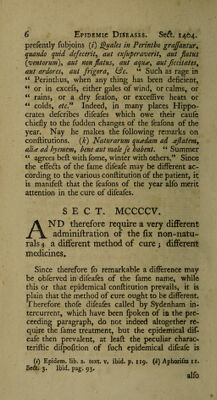 6 EPIDEMIC DISEASES. Sect. 1404.
presently subjoins (i) Quales in Perintho grassantur,
quando quid defecerit, aut exsuperaverit, aut flatus
(ventorum), aut non flatus, aut aquæ, aut siccitates,
aut ardores, aut frigora, &c. " Such as rage in
" Perinthus, when any thing has been deficient,
" or in excess, either gales of wind, or calms, or
" rains, or a dry season, or excessive heats or
" colds, etc." Indeed, in many places Hippo-
crates describes diseases which owe their cause
chiefly to the sudden changes of the seasons of the
year. Nay he makes the following remarks on
constitutions. (k) Naturarum quædam ad æstatem,
aliæ ad hyemem, bene aut male se habent. " Summer
" agrees best with some, winter with others." Since
the effects of the same disease may be different ac-
cording to the various constitution of the patient, it
is manifest that the seasons of the year also merit
attention in the cure of diseases.
SECT. MCCCCV.
AND therefore require a very different
administration of the six non-natu-
rals; a different method of cure; different
medicines.
Since therefore so remarkable a difference may
be observed in diseases of the same name, while
this or that epidemical constitution prevails, it is
plain that the method of cure ought to be different.
Therefore those diseases called by Sydenham in-
tercurrent, which have been spoken of in the pre-
ceeding paragraph, do not indeed altogether re-
quire the same treatment, but the epidemical dis-
ease then prevalent, at least the peculiar charac-
teristic disposition of such epidemical disease is
(i) Epidem. lib. 2. text. v. ibid. p. 119. (k) Aphorism 11.
Sect. 3. Ibid. pag. 93.
also